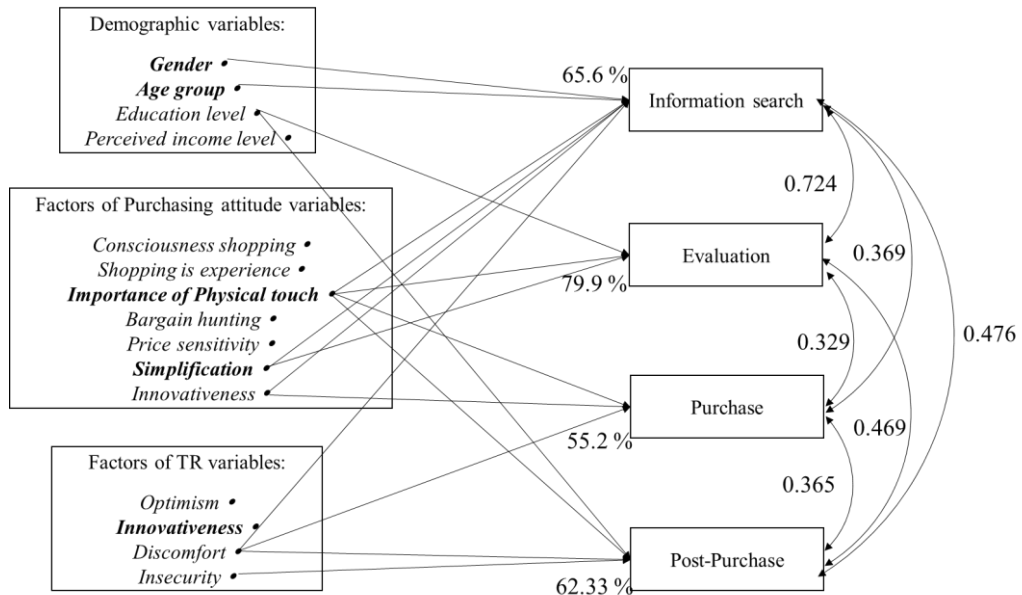 Demographic variables:
Gender
Age group
Education level
Perceived income level
Factors of Purchasing attitude variables:
Consciousness shopping
Shopping is experience
Importance of Physical touch
Bargain hunting
Price sensitivity
Simplification
Innovativeness
Factors of TR variables:
Optimism
Innovativeness
Discomfort
Insecurity
65.6 %
Information search
Evaluation
79.9 %
Purchase
55.2 %
Post-Purchase
62.33 %
0.724
0.369
0.329
0.476
0.469
0.365